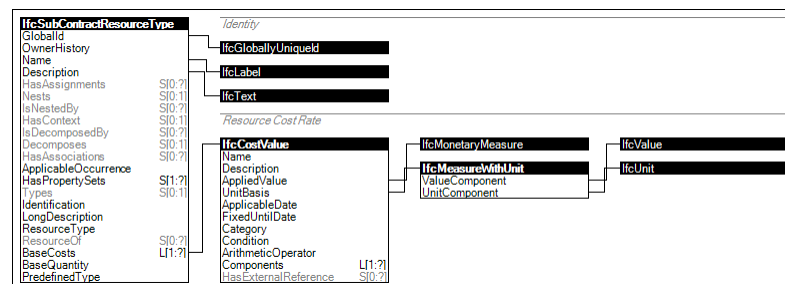 IfcSubContractResourceType
GlobalId
OwnerHistory
Name
Description
HasAssignments S[0:?]
Nests S[0:1]
IsNestedBy S[0:?]
HasContext S[0:1]
IsDecomposedBy S[0:?]
Decomposes S[0:1]
HasAssociations S[0:?]
ApplicableOccurrence
HasPropertySets S[1:?]
Types S[0:1]
Identification
LongDescription
ResourceType
ResourceOf S[0:?]
BaseCosts L[1:?]
BaseQuantity
PredefinedType
Identity
IfcGloballyUniqueId
IfcLabel
IfcText
Resource Cost Rate
IfcCostValue
Name
Description
AppliedValue
UnitBasis
ApplicableDate
FixedUntilDate
Category
Condition
ArithmeticOperator
Components L[1:?]
HasExternalReference S[0:?]
IfcMonetaryMeasure
IfcMeasureWithUnit
ValueComponent
UnitComponent
IfcValue
IfcUnit